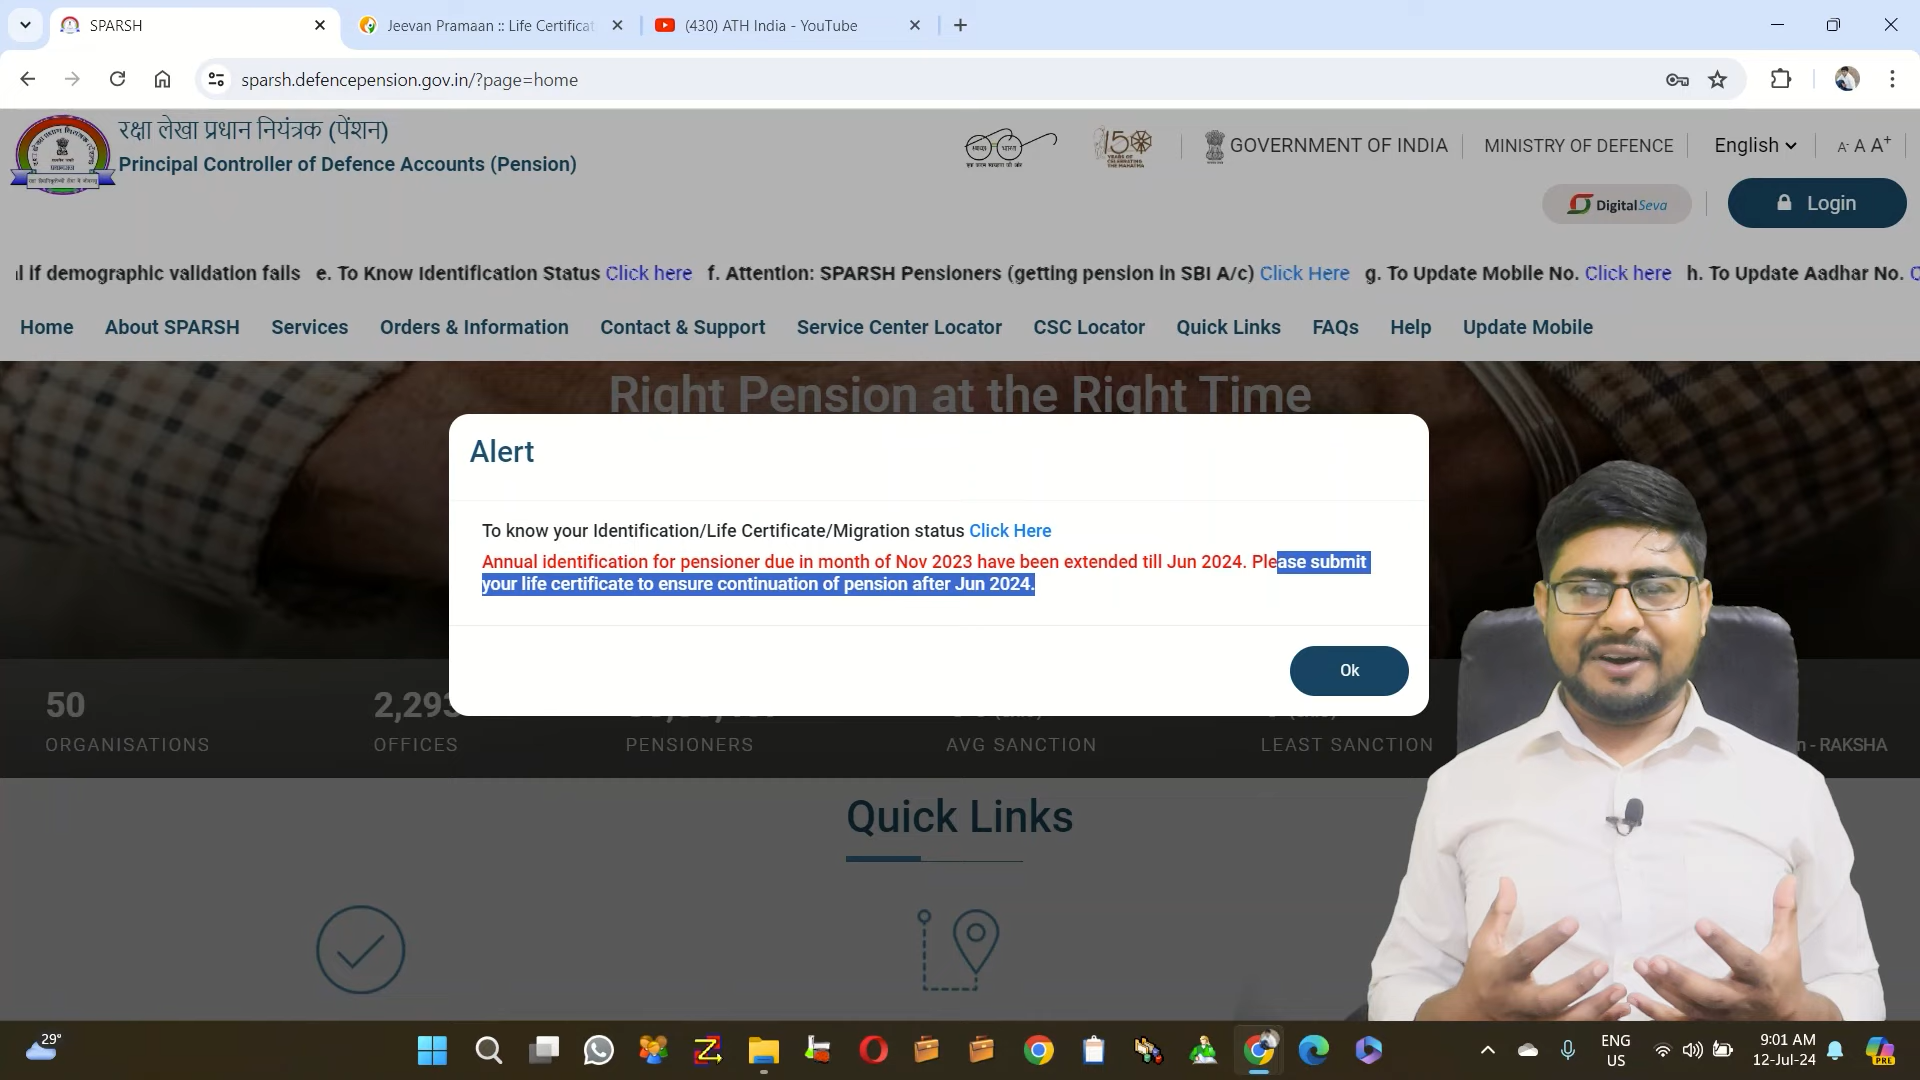 SPARSH
Jeevan Pramaan :: Life Certificat
(430) ATH India - YouTube
sparsh.defencepension.gov.in/?page=home
रक्षा लेखा प्रधान नियंत्रक (पेंशन)
Principal Controller of Defence Accounts (Pension)
GOVERNMENT OF INDIA
MINISTRY OF DEFENCE
English
A- A A+
DigitalSeva
Login
l if demographic validation fails e. To Know Identification Status Click here f. Attention: SPARSH Pensioners (getting pension in SBI A/c) Click Here g. To Update Mobile No. Click here h. To Update Aadhar No. C
Home About SPARSH Services Orders & Information Contact & Support Service Center Locator CSC Locator Quick Links FAQs Help Update Mobile
Right Pension at the Right Time
Alert
To know your Identification/Life Certificate/Migration status Click Here
Annual identification for pensioner due in month of Nov 2023 have been extended till Jun 2024. Please submit
your life certificate to ensure continuation of pension after Jun 2024.
Ok
50
2,293
ORGANISATIONS
OFFICES
PENSIONERS
AVG SANCTION
LEAST SANCTION
n - RAKSHA
Quick Links
29°
ENG
US
9:01 AM
12-Jul-24
PRE